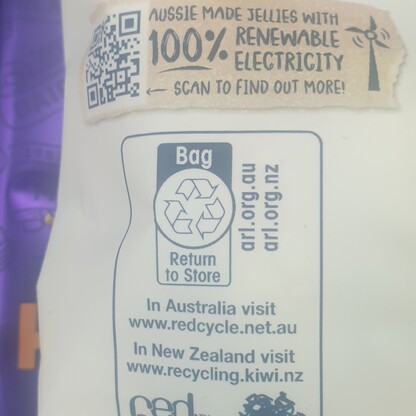 AUSSIE MADE JELLIES WITH
100% RENEWABLE
ELECTRICITY
← SCAN TO FIND OUT MORE!
Bag
arl.org.au
arl.org.nz
Return
to Store
In Australia visit
www.redcycle.net.au
In New Zealand visit
www.recycling.kiwi.nz
red